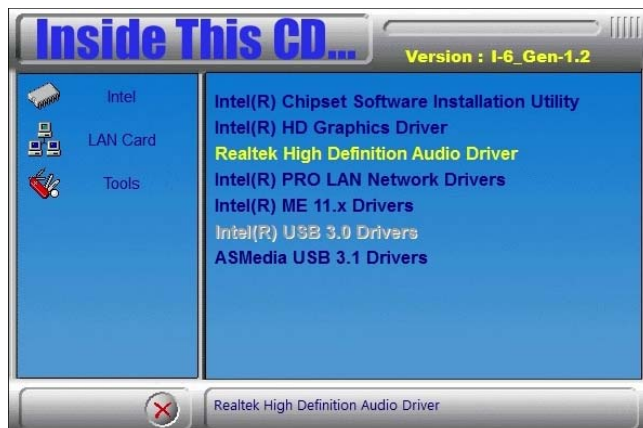 Inside This CD...
Version : I-6_Gen-1.2
Intel
LAN Card
Tools
Intel(R) Chipset Software Installation Utility
Intel(R) HD Graphics Driver
Realtek High Definition Audio Driver
Intel(R) PRO LAN Network Drivers
Intel(R) ME 11.x Drivers
Intel(R) USB 3.0 Drivers
ASMedia USB 3.1 Drivers
Realtek High Definition Audio Driver